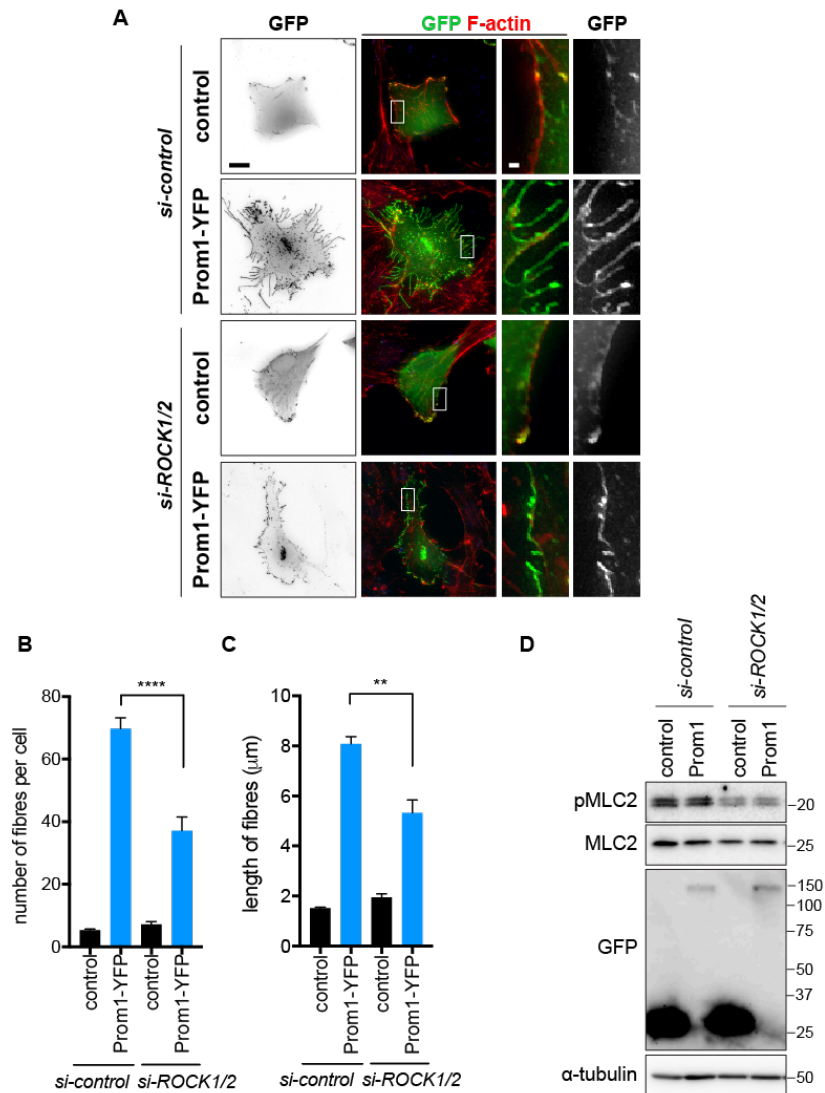 A
GFP
GFP F-actin
GFP
si-control
control
Prom1-YFP
si-ROCK1/2
control
Prom1-YFP
B
number of fibres per cell
80
60
40
20
0
****
control
Prom1-YFP
control
Prom1-YFP
si-control
si-ROCK1/2
C
length of fibres (μm)
10
8
6
4
2
0
**
control
Prom1-YFP
control
Prom1-YFP
si-control
si-ROCK1/2
D
si-control
si-ROCK1/2
control
Prom1
control
Prom1
pMLC2
20
MLC2
25
GFP
150
100
75
50
37
25
α-tubulin
50